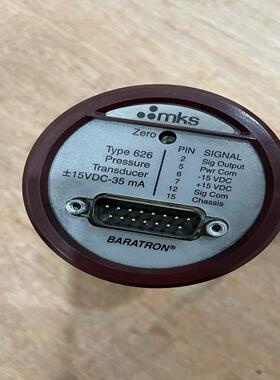 mks
Zero
Type 626
Pressure
Transducer
±15VDC-35 mA
PIN SIGNAL
2 Sig Output
5 Pwr Com
6 -15 VDC
7 +15 VDC
12 Sig Com
15 Chassis
BARATRON®